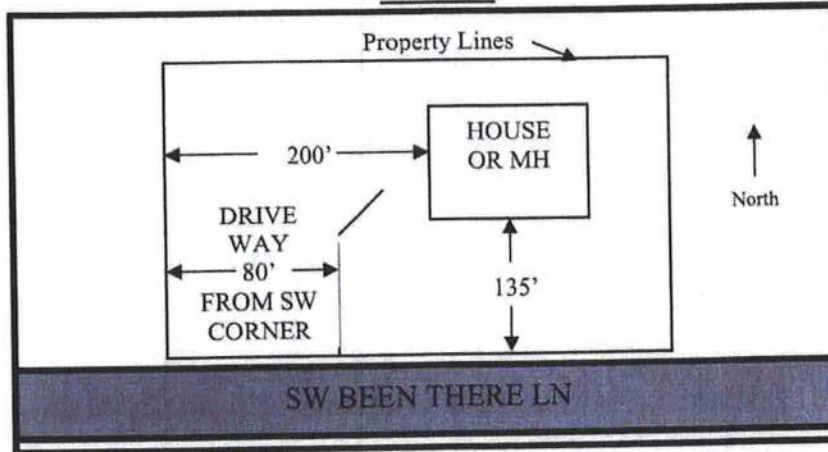 Property Lines
HOUSE
OR MH
200’
North
DRIVE
WAY
80’
FROM SW
CORNER
135’
SW BEEN THERE LN